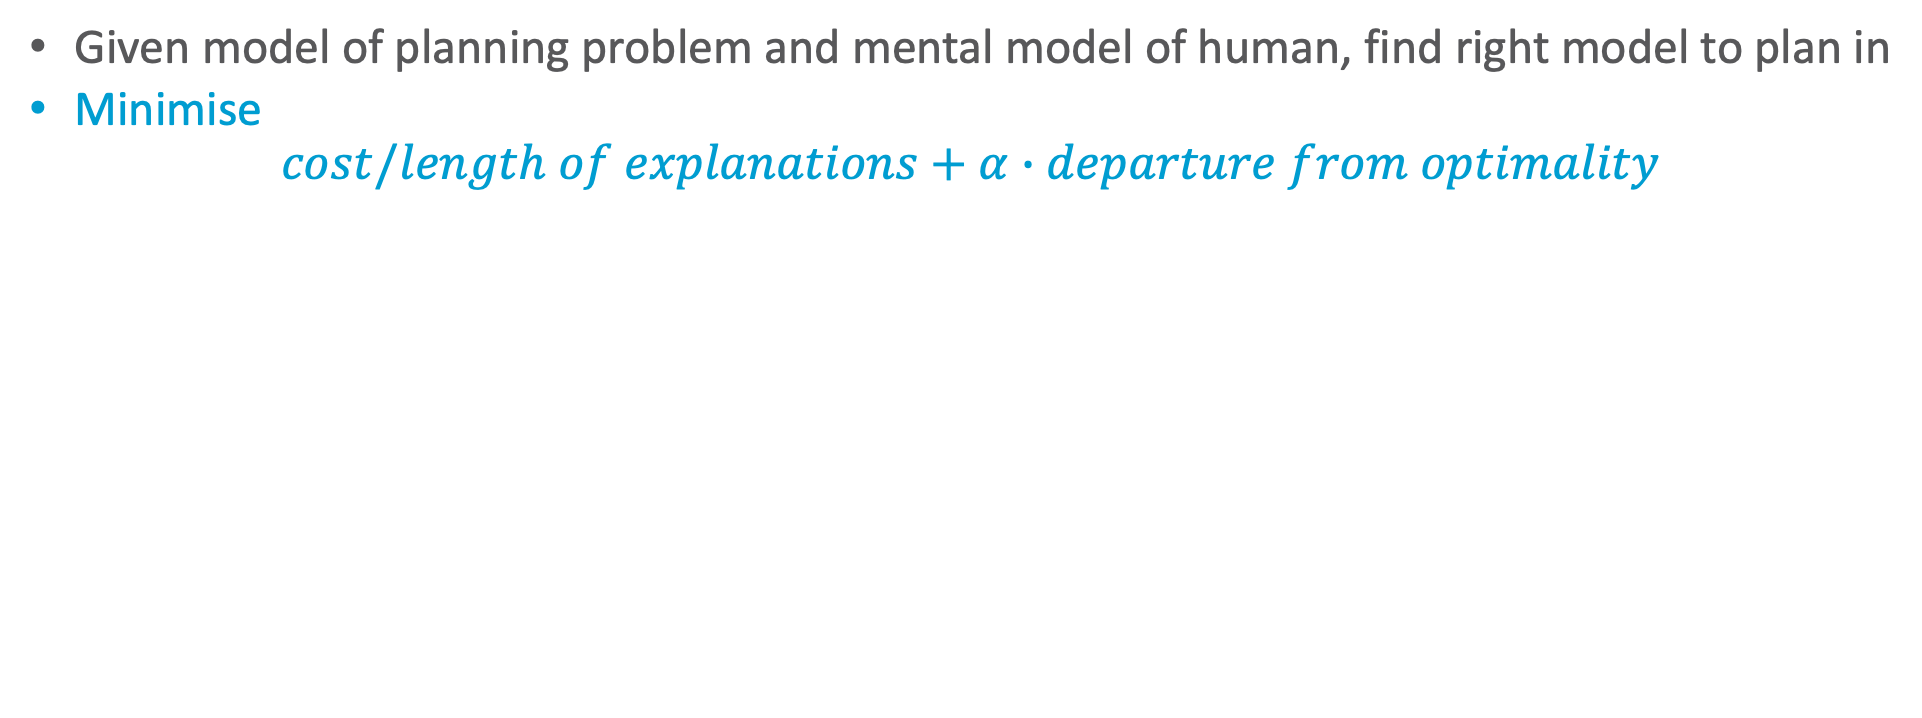 • Given model of planning problem and mental model of human, find right model to plan in
• Minimise
cost/length of explanations + α · departure from optimality